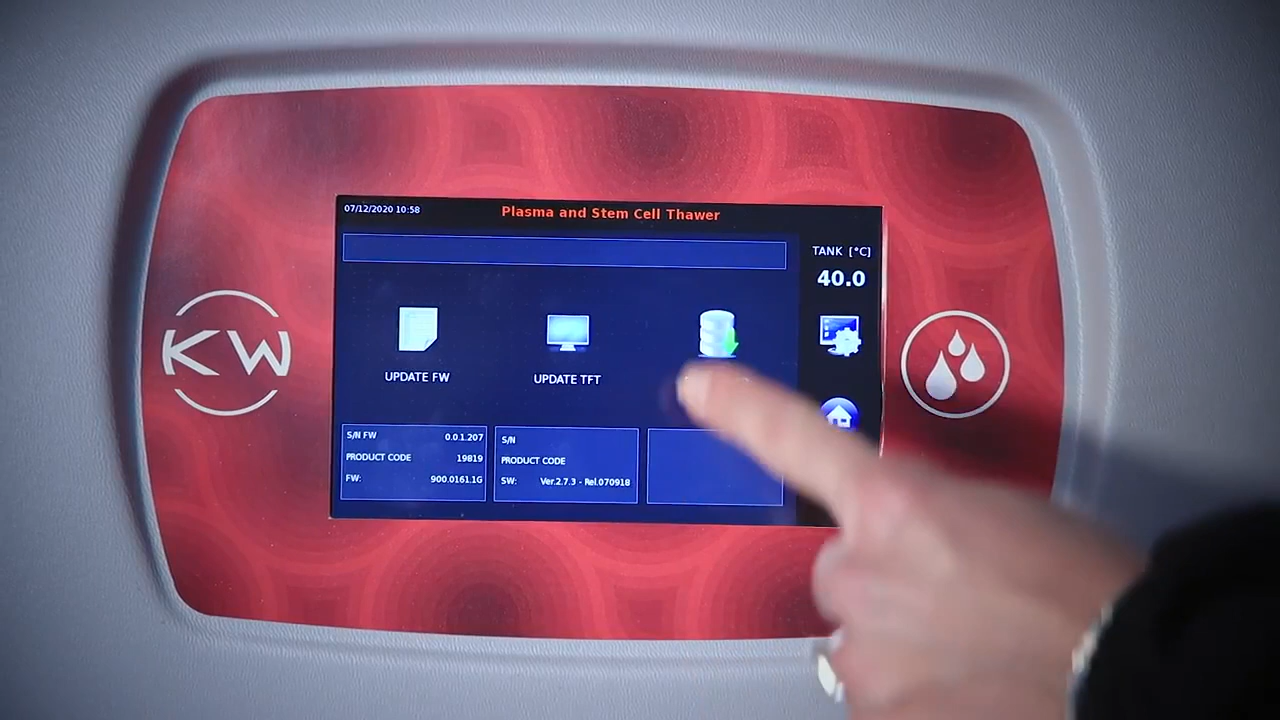 07/12/2020 10:58
Plasma and Stem Cell Thawer
TANK [°C]
40.0
KW
UPDATE FW
UPDATE TFT
S/N FW 0.0.1.207
PRODUCT CODE 19819
FW: 900.0161.1G
S/N
PRODUCT CODE
SW: Ver.2.7.3 - Rel.070918